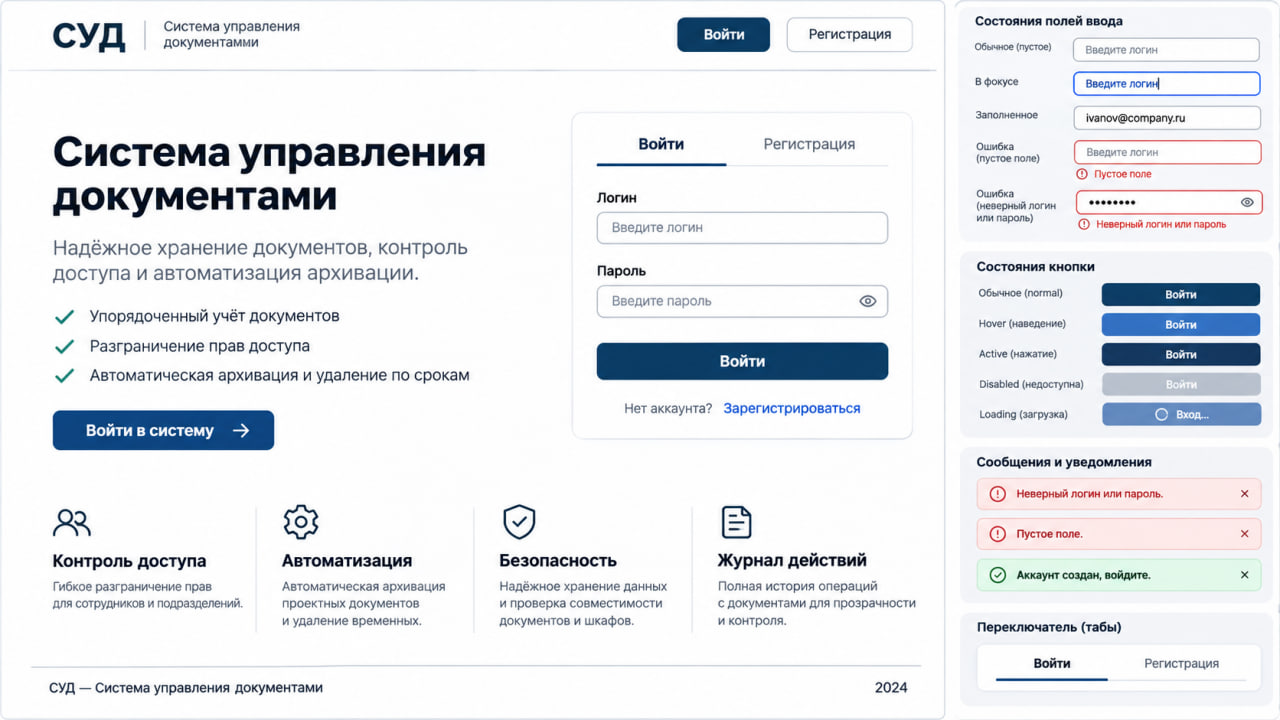 СУД
Система управления
документамми
Войти
Регистрация
Система управления
документами
Надёжное хранение документов, контроль
доступа и автоматизация архивации.
Упорядоченный учёт документов
Разграничение прав доступа
Автоматическая архивация и удаление по срокам
Войти в систему
Войти
Регистрация
Логин
Введите логин
Пароль
Введите пароль
Войти
Нет аккаунта? Зарегистрироваться
Контроль доступа
Гибкое разграничение прав
для сотрудников и подразделений.
Автоматизация
Автоматическая архивация
проектных документов
и удаление временных.
Безопасность
Надёжное хранение данных
и проверка совместимости
документов и шкафов.
Журнал действий
Полная история операций
с документами для прозрачности
и контроля.
СУД — Система управления документами
2024
Состояния полей ввода
Обычное (пустое)
Введите логин
В фокусе
Введите логин
Заполненное
ivanov@company.ru
Ошибка
(пустое поле)
Введите логин
Пустое поле
Ошибка
(неверный логин
или пароль)
••••••••
Неверный логин или пароль
Состояния кнопки
Обычное (normal)
Войти
Hover (наведение)
Войти
Active (нажатие)
Войти
Disabled (недоступна)
Войти
Loading (загрузка)
Вход...
Сообщения и уведомления
Неверный логин или пароль.
Пустое поле.
Аккаунт создан, войдите.
Переключатель (табы)
Войти
Регистрация